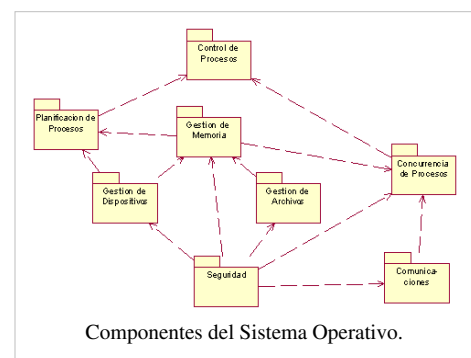 Control de
Procesos
Planificacion de
Procesos
Gestion de
Memoria
Concurrencia
de Procesos
Gestion de
Dispositivos
Gestion de
Archivos
Seguridad
Comunica-
ciones
Componentes del Sistema Operativo.